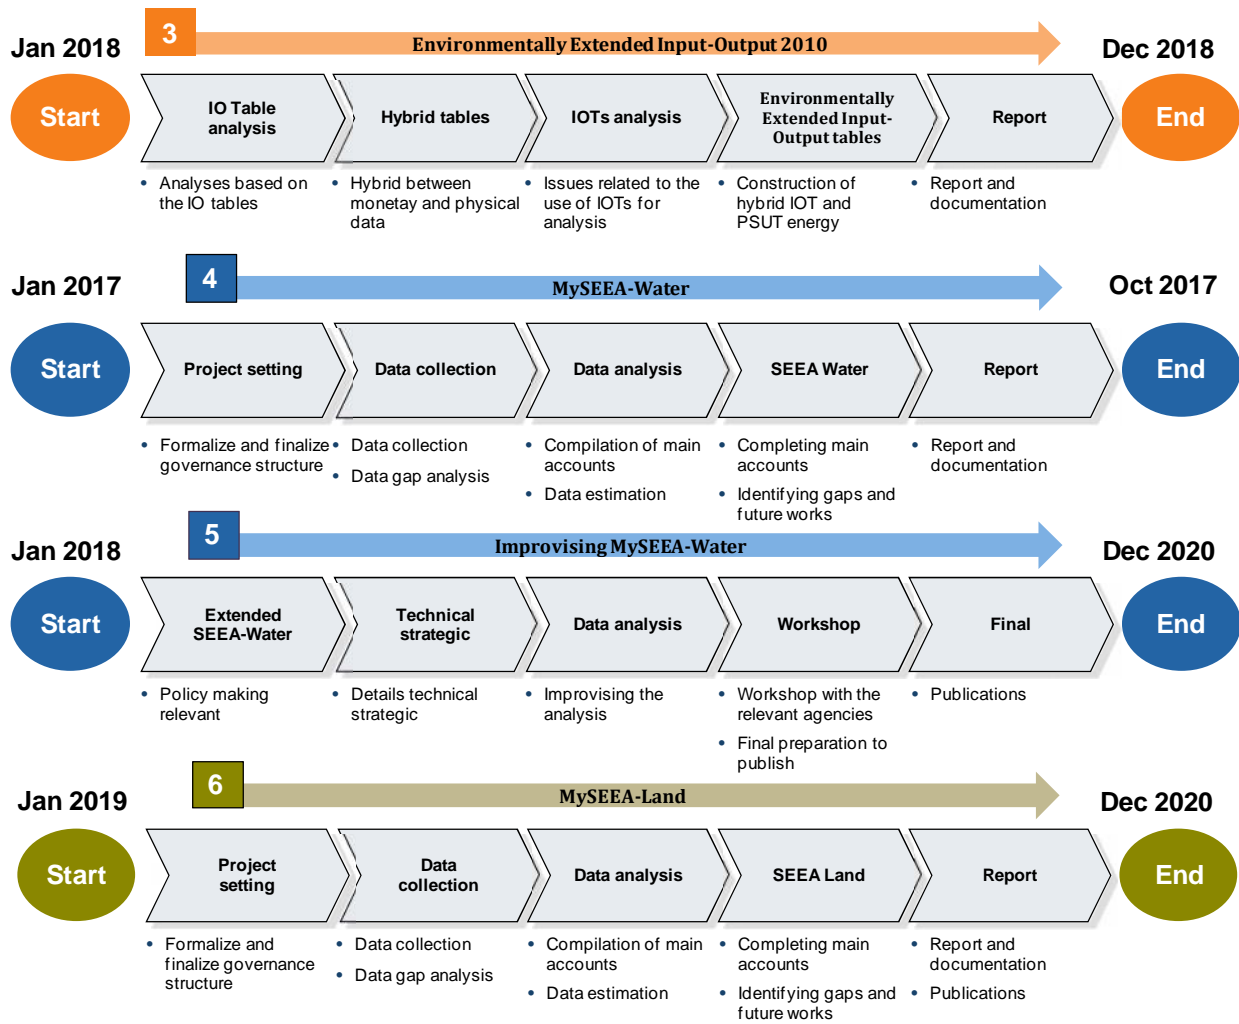 3
Environmentally Extended Input-Output 2010
Jan 2018
Dec 2018
Start
IO Table
analysis
Hybrid tables
IOTs analysis
Environmentally
Extended Input-
Output tables
Report
End
• Analyses based on
the IO tables
• Hybrid between
monetay and physical
data
• Issues related to the
use of IOTs for
analysis
• Construction of
hybrid IOT and
PSUT energy
• Report and
documentation
4
MySEEA-Water
Jan 2017
Oct 2017
Start
Project setting
Data collection
Data analysis
SEEA Water
Report
End
• Formalize and finalize
governance structure
• Data collection
• Data gap analysis
• Compilation of main
accounts
• Data estimation
• Completing main
accounts
• Identifying gaps and
future works
• Report and
documentation
5
Improvising MySEEA-Water
Jan 2018
Dec 2020
Start
Extended
SEEA-Water
Technical
strategic
Data analysis
Workshop
Final
End
• Policy making
relevant
• Details technical
strategic
• Improvising the
analysis
• Workshop with the
relevant agencies
• Final preparation to
publish
• Publications
6
MySEEA-Land
Jan 2019
Dec 2020
Start
Project
setting
Data
collection
Data analysis
SEEA Land
Report
End
• Formalize and
finalize governance
structure
• Data collection
• Data gap analysis
• Compilation of main
accounts
• Data estimation
• Completing main
accounts
• Identifying gaps and
future works
• Report and
documentation
• Publications